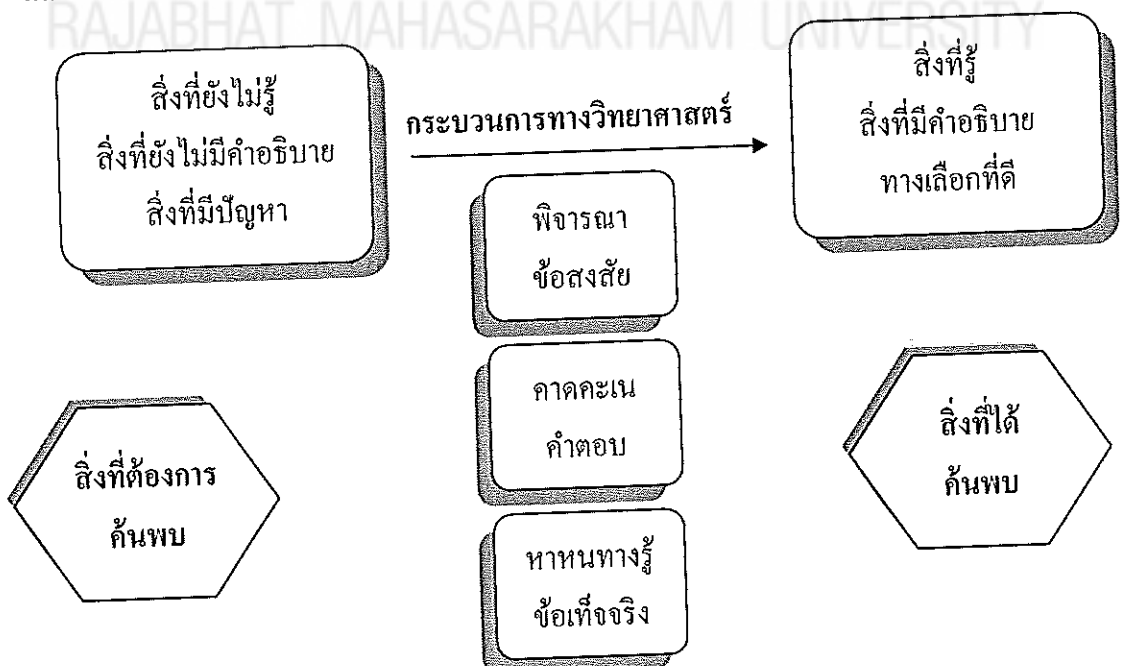 RAJABHAT MAHASARAKHAM UNIVERSITY
สิ่งที่ยังไม่รู้
สิ่งที่ยังไม่มีคำอธิบาย
สิ่งที่มีปัญหา
กระบวนการทางวิทยาศาสตร์
สิ่งที่รู้
สิ่งที่มีคำอธิบาย
ทางเลือกที่ดี
พิจารณา
ข้อสงสัย
คาดคะเน
คำตอบ
หาหนทางรู้
ข้อเท็จจริง
สิ่งที่ต้องการ
ค้นพบ
สิ่งที่ได้
ค้นพบ